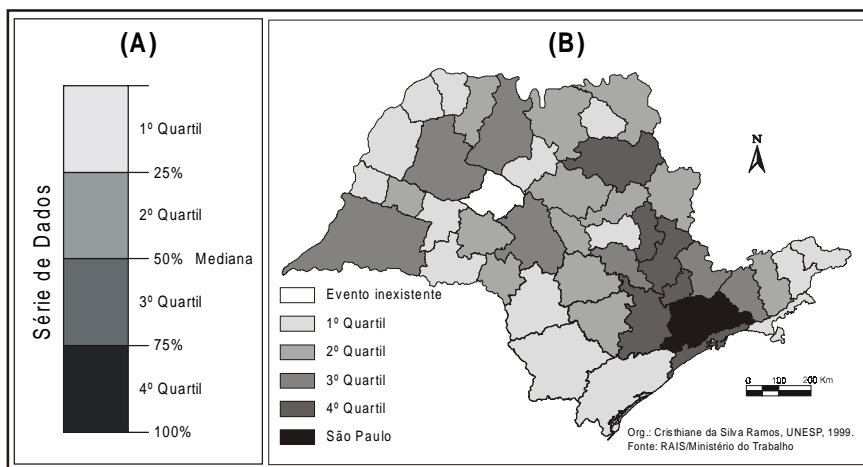 (A)
Série de Dados
1º Quartil
25%
2º Quartil
50% Mediana
3º Quartil
75%
4º Quartil
100%
(B)
N
Evento inexistente
1º Quartil
2º Quartil
3º Quartil
4º Quartil
São Paulo
0 100 200 Km
Org.: Cristhiane da Silva Ramos, UNESP, 1999.
Fonte: RAIS/Ministério do Trabalho